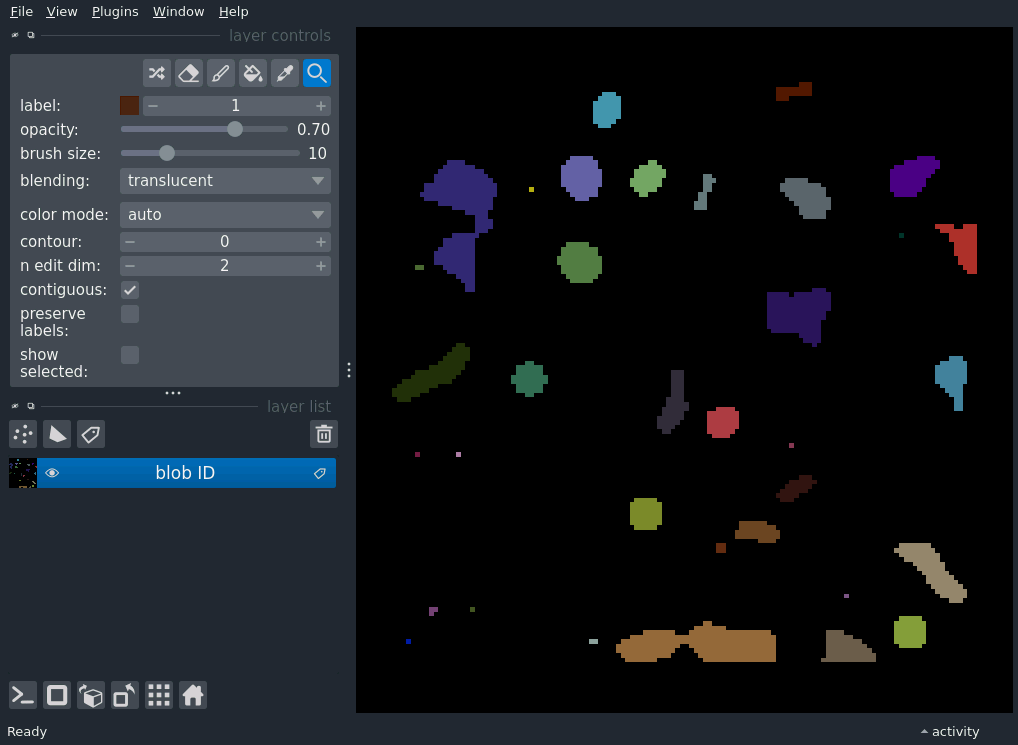 File View Plugins Window Help
layer controls
label: 1
opacity: 0.70
brush size: 10
blending: translucent
color mode: auto
contour: 0
n edit dim: 2
contiguous:
preserve
labels:
show
selected:
layer list
blob ID
Ready
activity